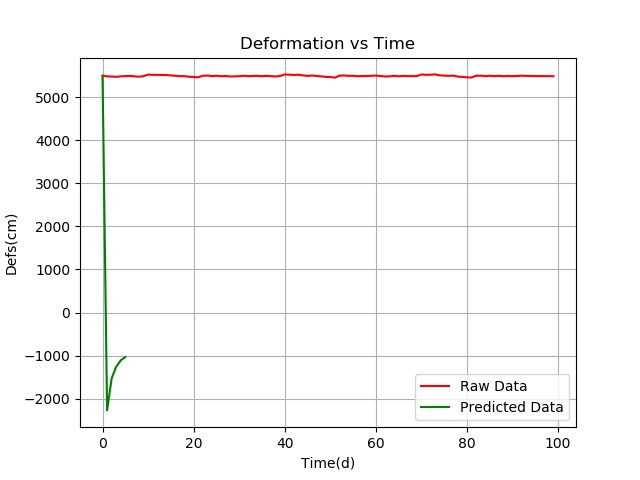 Deformation vs Time
Defs(cm)
5000
4000
3000
2000
1000
0
−1000
−2000
0 20 40 60 80 100
Time(d)
Raw Data
Predicted Data